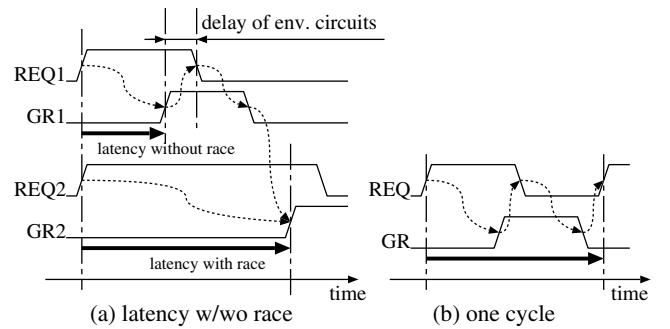 delay of env. circuits
REQ1
GR1
latency without race
REQ2
REQ
GR2
GR
latency with race
time
time
(a) latency w/wo race
(b) one cycle